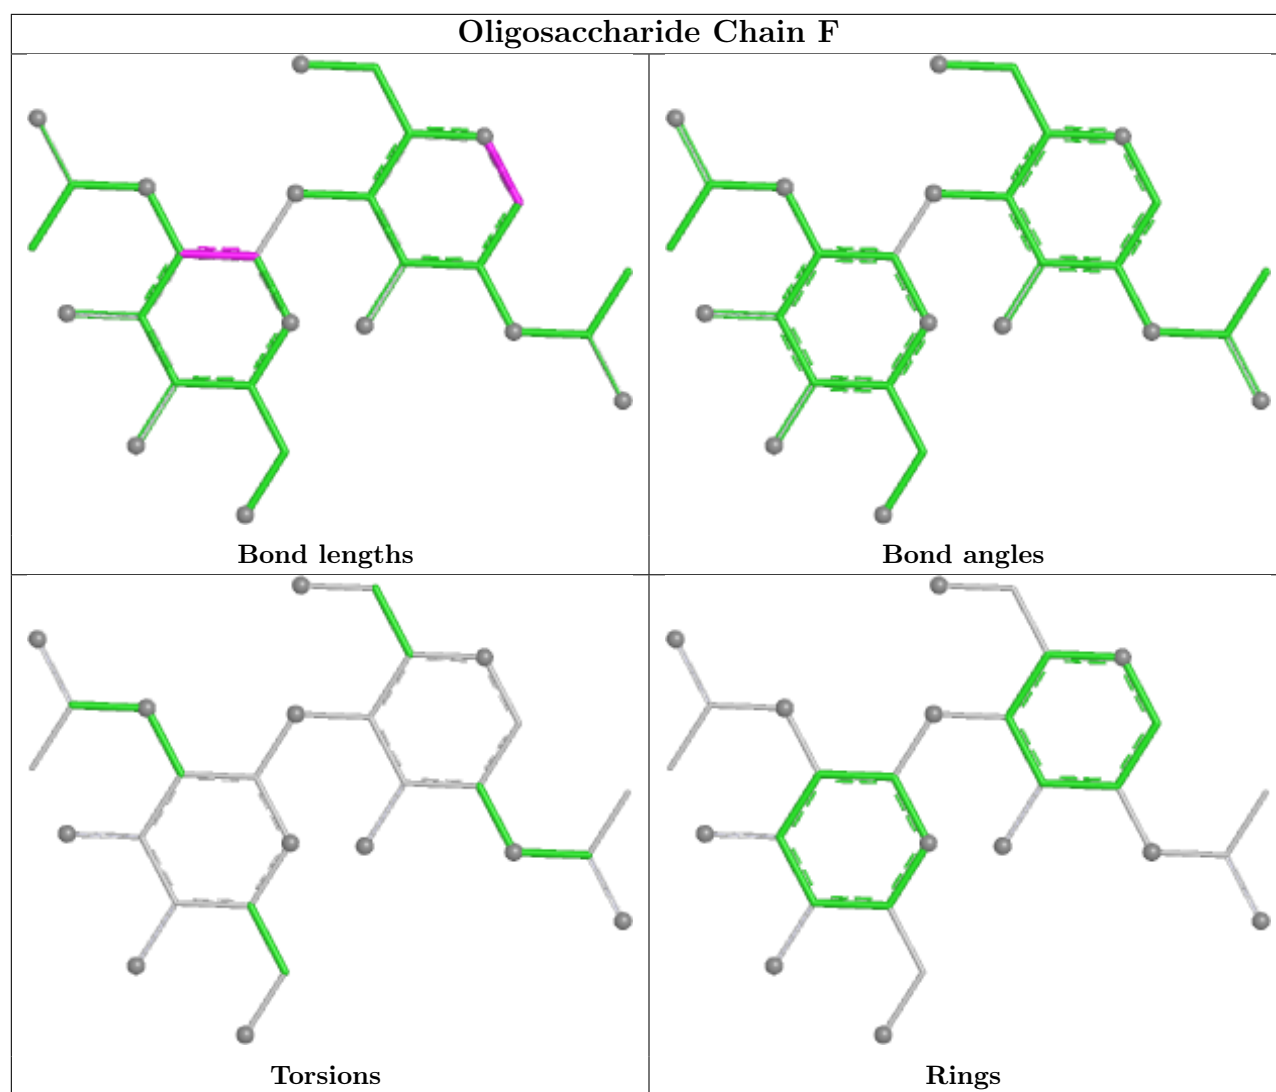 Oligosaccharide Chain F
Bond lengths
Bond angles
Torsions
Rings